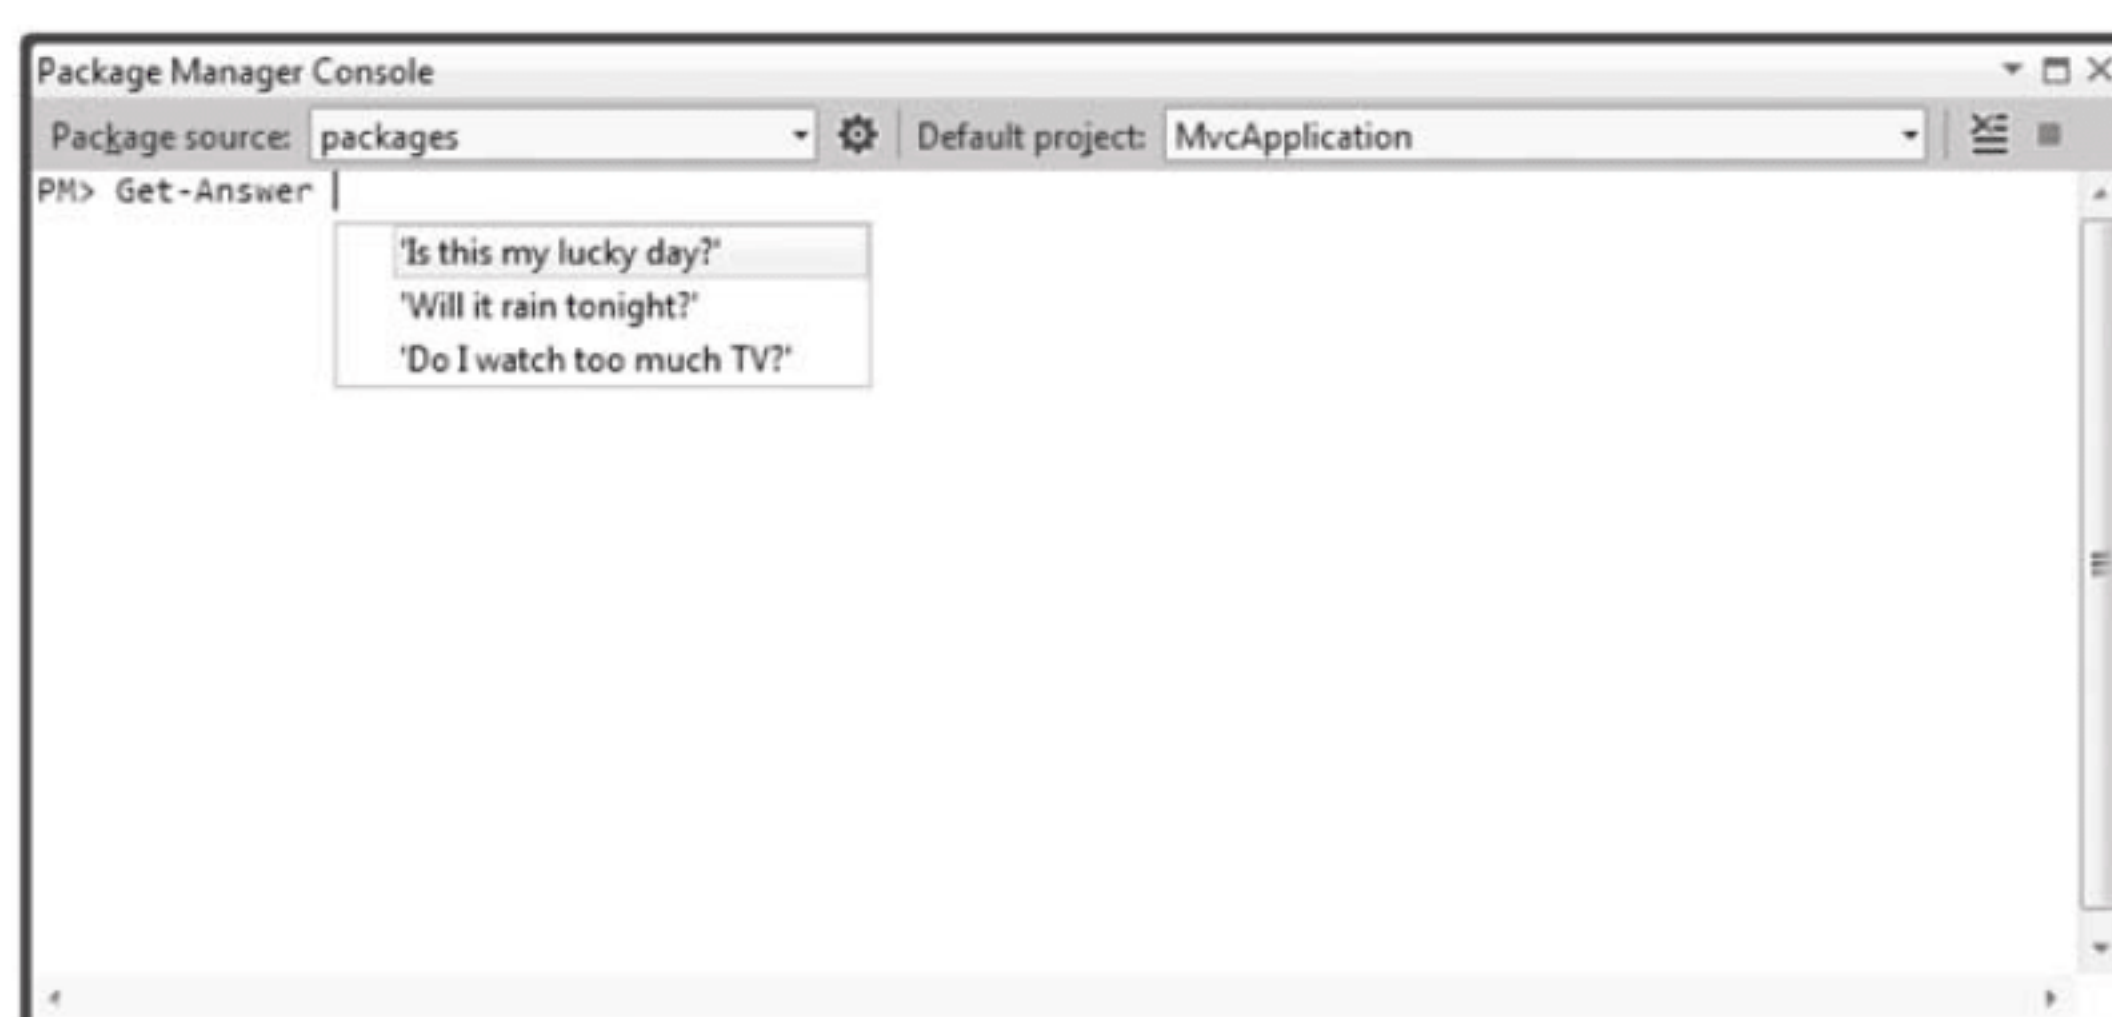 Package Manager Console
Package source: packages Default project: MvcApplication
PM> Get-Answer
'Is this my lucky day?'
'Will it rain tonight?'
'Do I watch too much TV?'